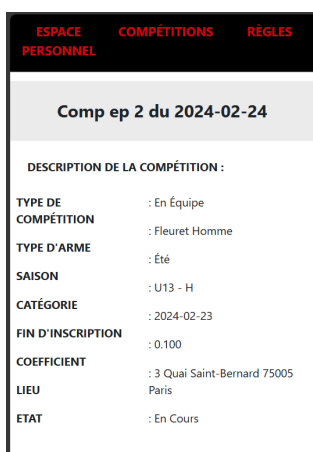 ESPACE PERSONNEL COMPÉTITIONS RÈGLES
Comp ep 2 du 2024-02-24
DESCRIPTION DE LA COMPÉTITION :
TYPE DE COMPÉTITION
TYPE D'ARME
SAISON
CATÉGORIE
FIN D'INSCRIPTION
COEFFICIENT
LIEU
ETAT
: En Équipe
: Fleuret Homme
: Été
: U13 - H
: 2024-02-23
: 0.100
: 3 Quai Saint-Bernard 75005
Paris
: En Cours